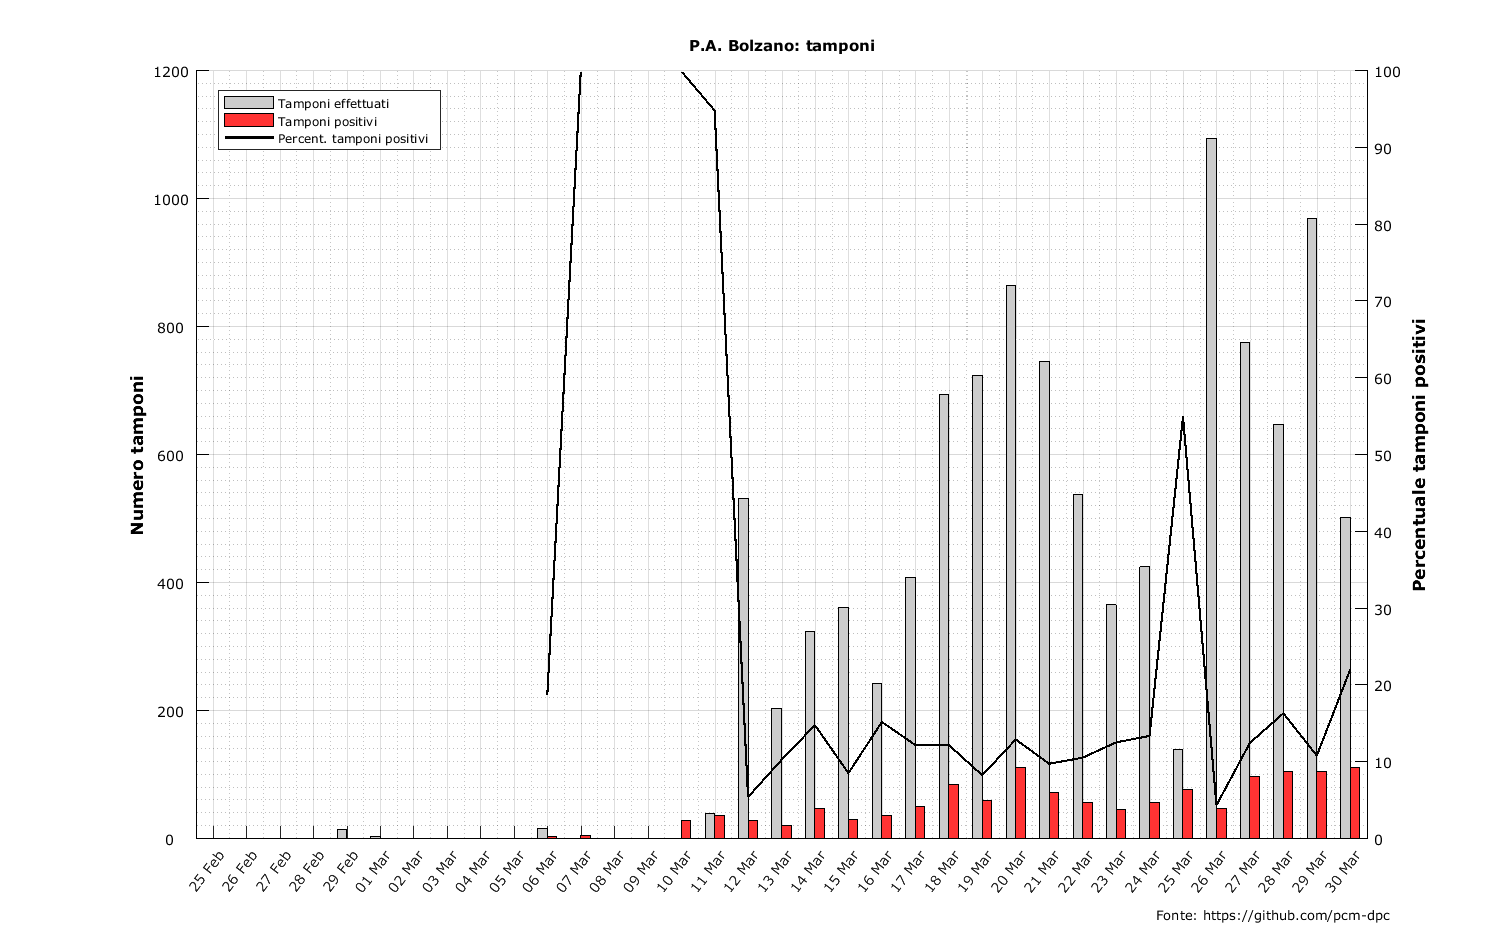 P.A. Bolzano: tamponi
Tamponi effettuati
Tamponi positivi
Percent. tamponi positivi
Numero tamponi
1200
1000
800
600
400
200
0
100
90
80
70
60
50
40
30
20
10
0
Percentuale tamponi positivi
25 Feb
26 Feb
27 Feb
28 Feb
29 Feb
01 Mar
02 Mar
03 Mar
04 Mar
05 Mar
06 Mar
07 Mar
08 Mar
09 Mar
10 Mar
11 Mar
12 Mar
13 Mar
14 Mar
15 Mar
16 Mar
17 Mar
18 Mar
19 Mar
20 Mar
21 Mar
22 Mar
23 Mar
24 Mar
25 Mar
26 Mar
27 Mar
28 Mar
29 Mar
30 Mar
Fonte: https://github.com/pcm-dpc